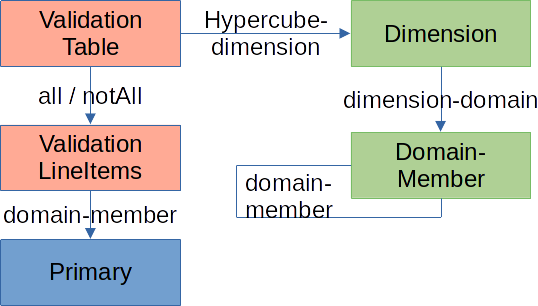 Validation
Table
Hypercube-
dimension
Dimension
all / notAll
dimension-domain
Validation
LineItems
Domain-
Member
domain-
member
domain-member
Primary